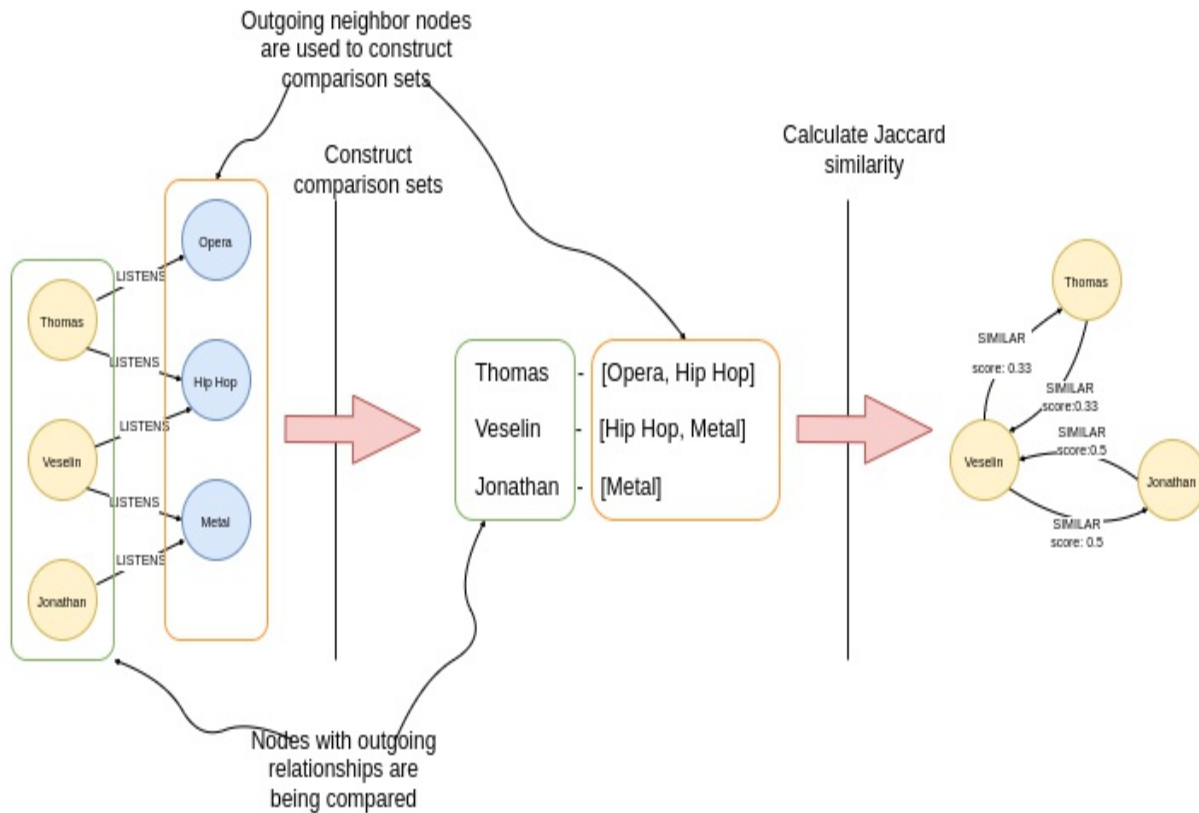 Outgoing neighbor nodes
are used to construct
comparison sets
Construct
comparison sets
Calculate Jaccard
similarity
Opera
LISTENS
Thomas
LISTENS
Hip Hop
LISTENS
Veselin
LISTENS
Metal
LISTENS
Jonathan
Thomas - [Opera, Hip Hop]
Veselin - [Hip Hop, Metal]
Jonathan - [Metal]
Thomas
SIMILAR
score: 0.33
SIMILAR
score:0.33
Veselin
SIMILAR
score:0.5
Jonathan
SIMILAR
score: 0.5
Nodes with outgoing
relationships are
being compared